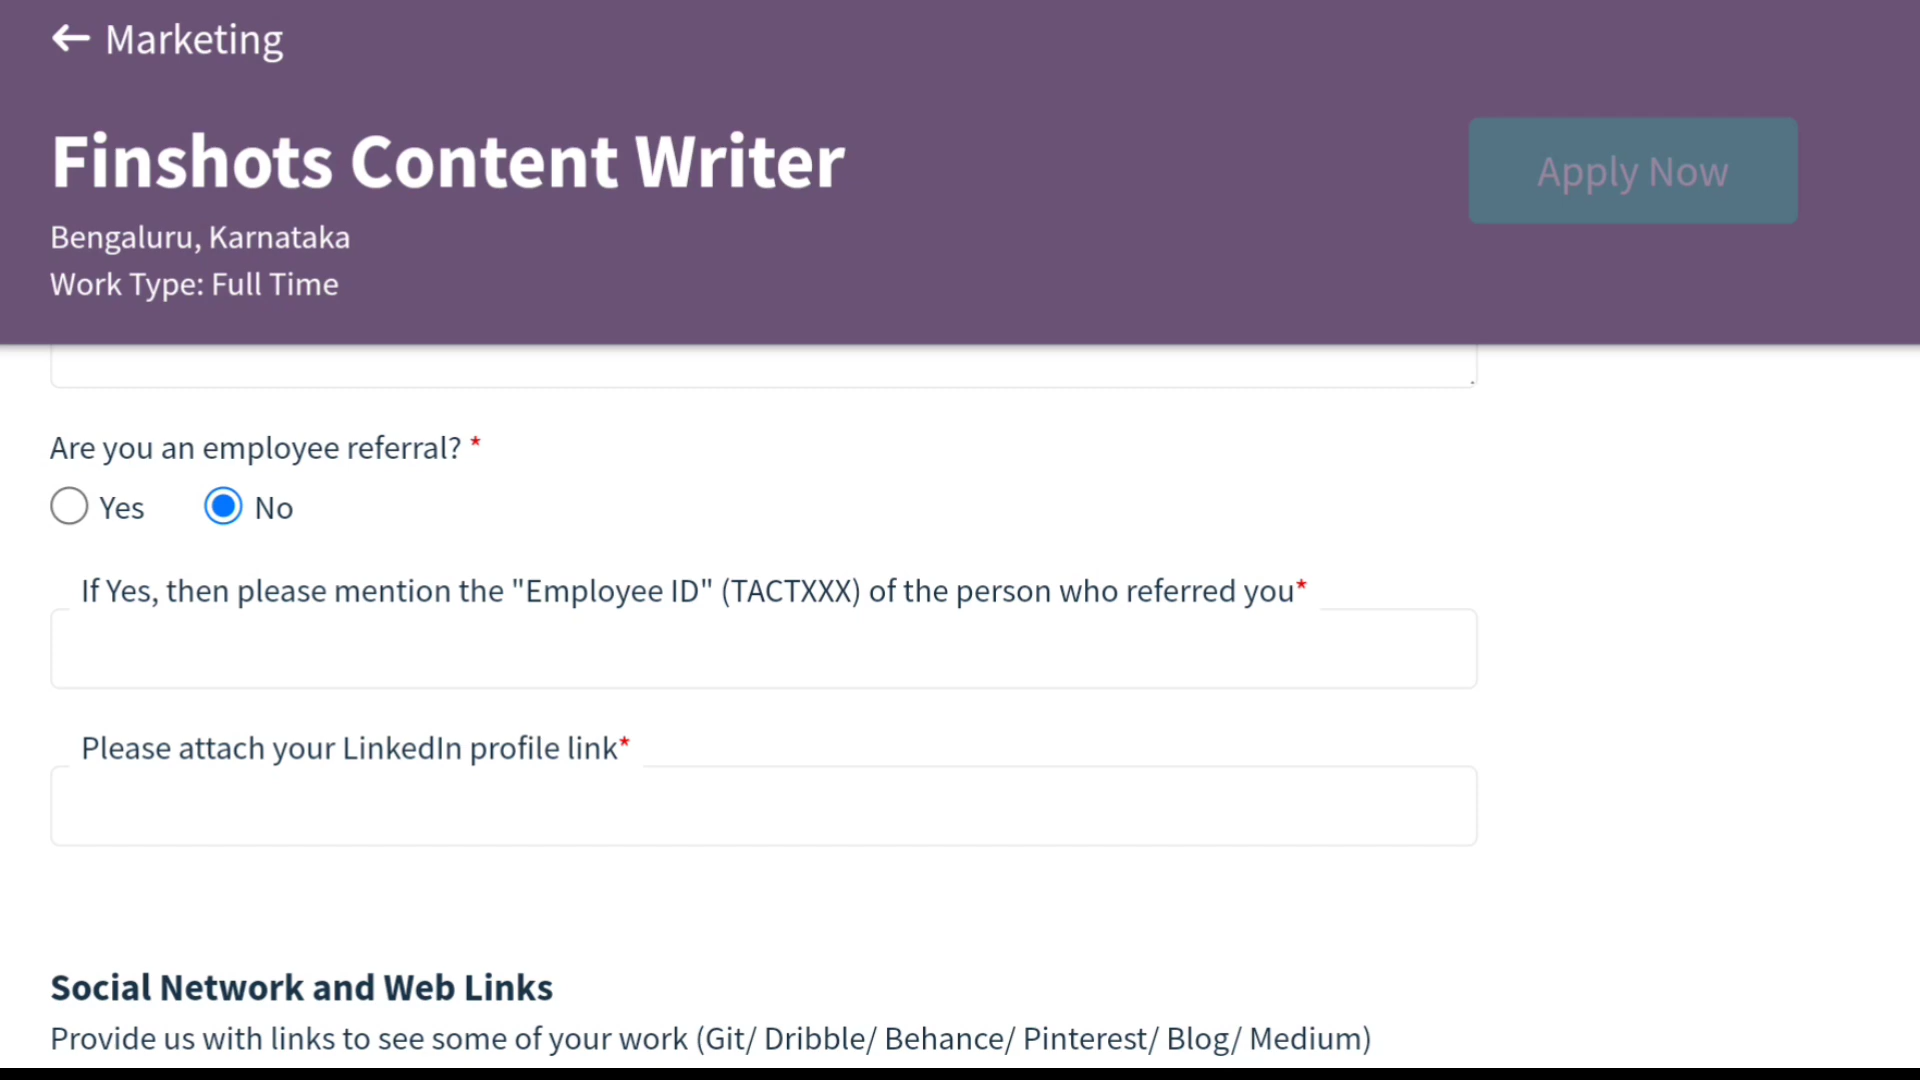 ← Marketing
Finshots Content Writer
Apply Now
Bengaluru, Karnataka
Work Type: Full Time
Are you an employee referral? *
Yes No
If Yes, then please mention the "Employee ID" (TACTXXX) of the person who referred you*
Please attach your LinkedIn profile link*
Social Network and Web Links
Provide us with links to see some of your work (Git/ Dribble/ Behance/ Pinterest/ Blog/ Medium)